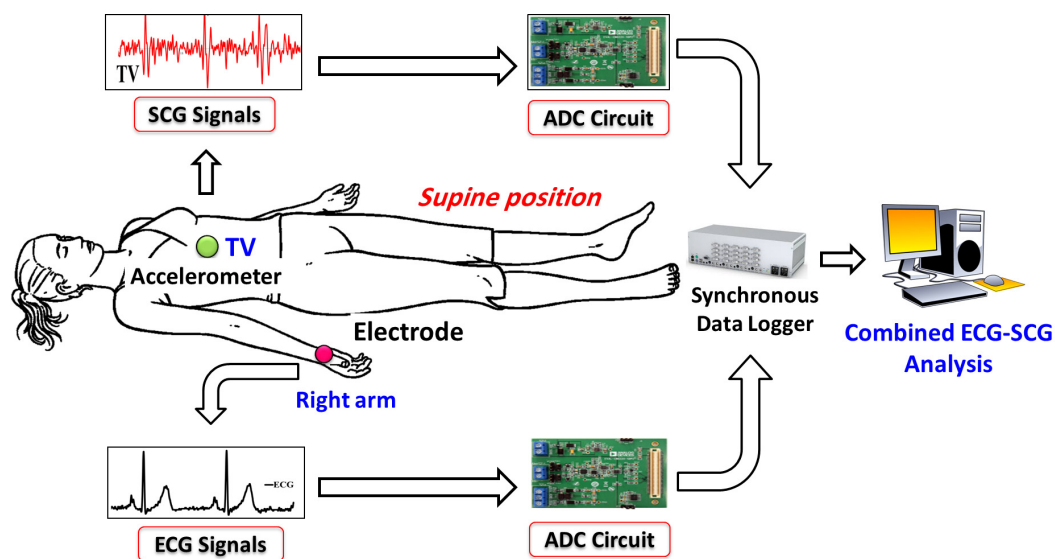 TV
SCG Signals
ADC Circuit
Supine position
TV
Accelerometer
Electrode
Right arm
Synchronous
Data Logger
Combined ECG-SCG
Analysis
ECG
ECG Signals
ADC Circuit